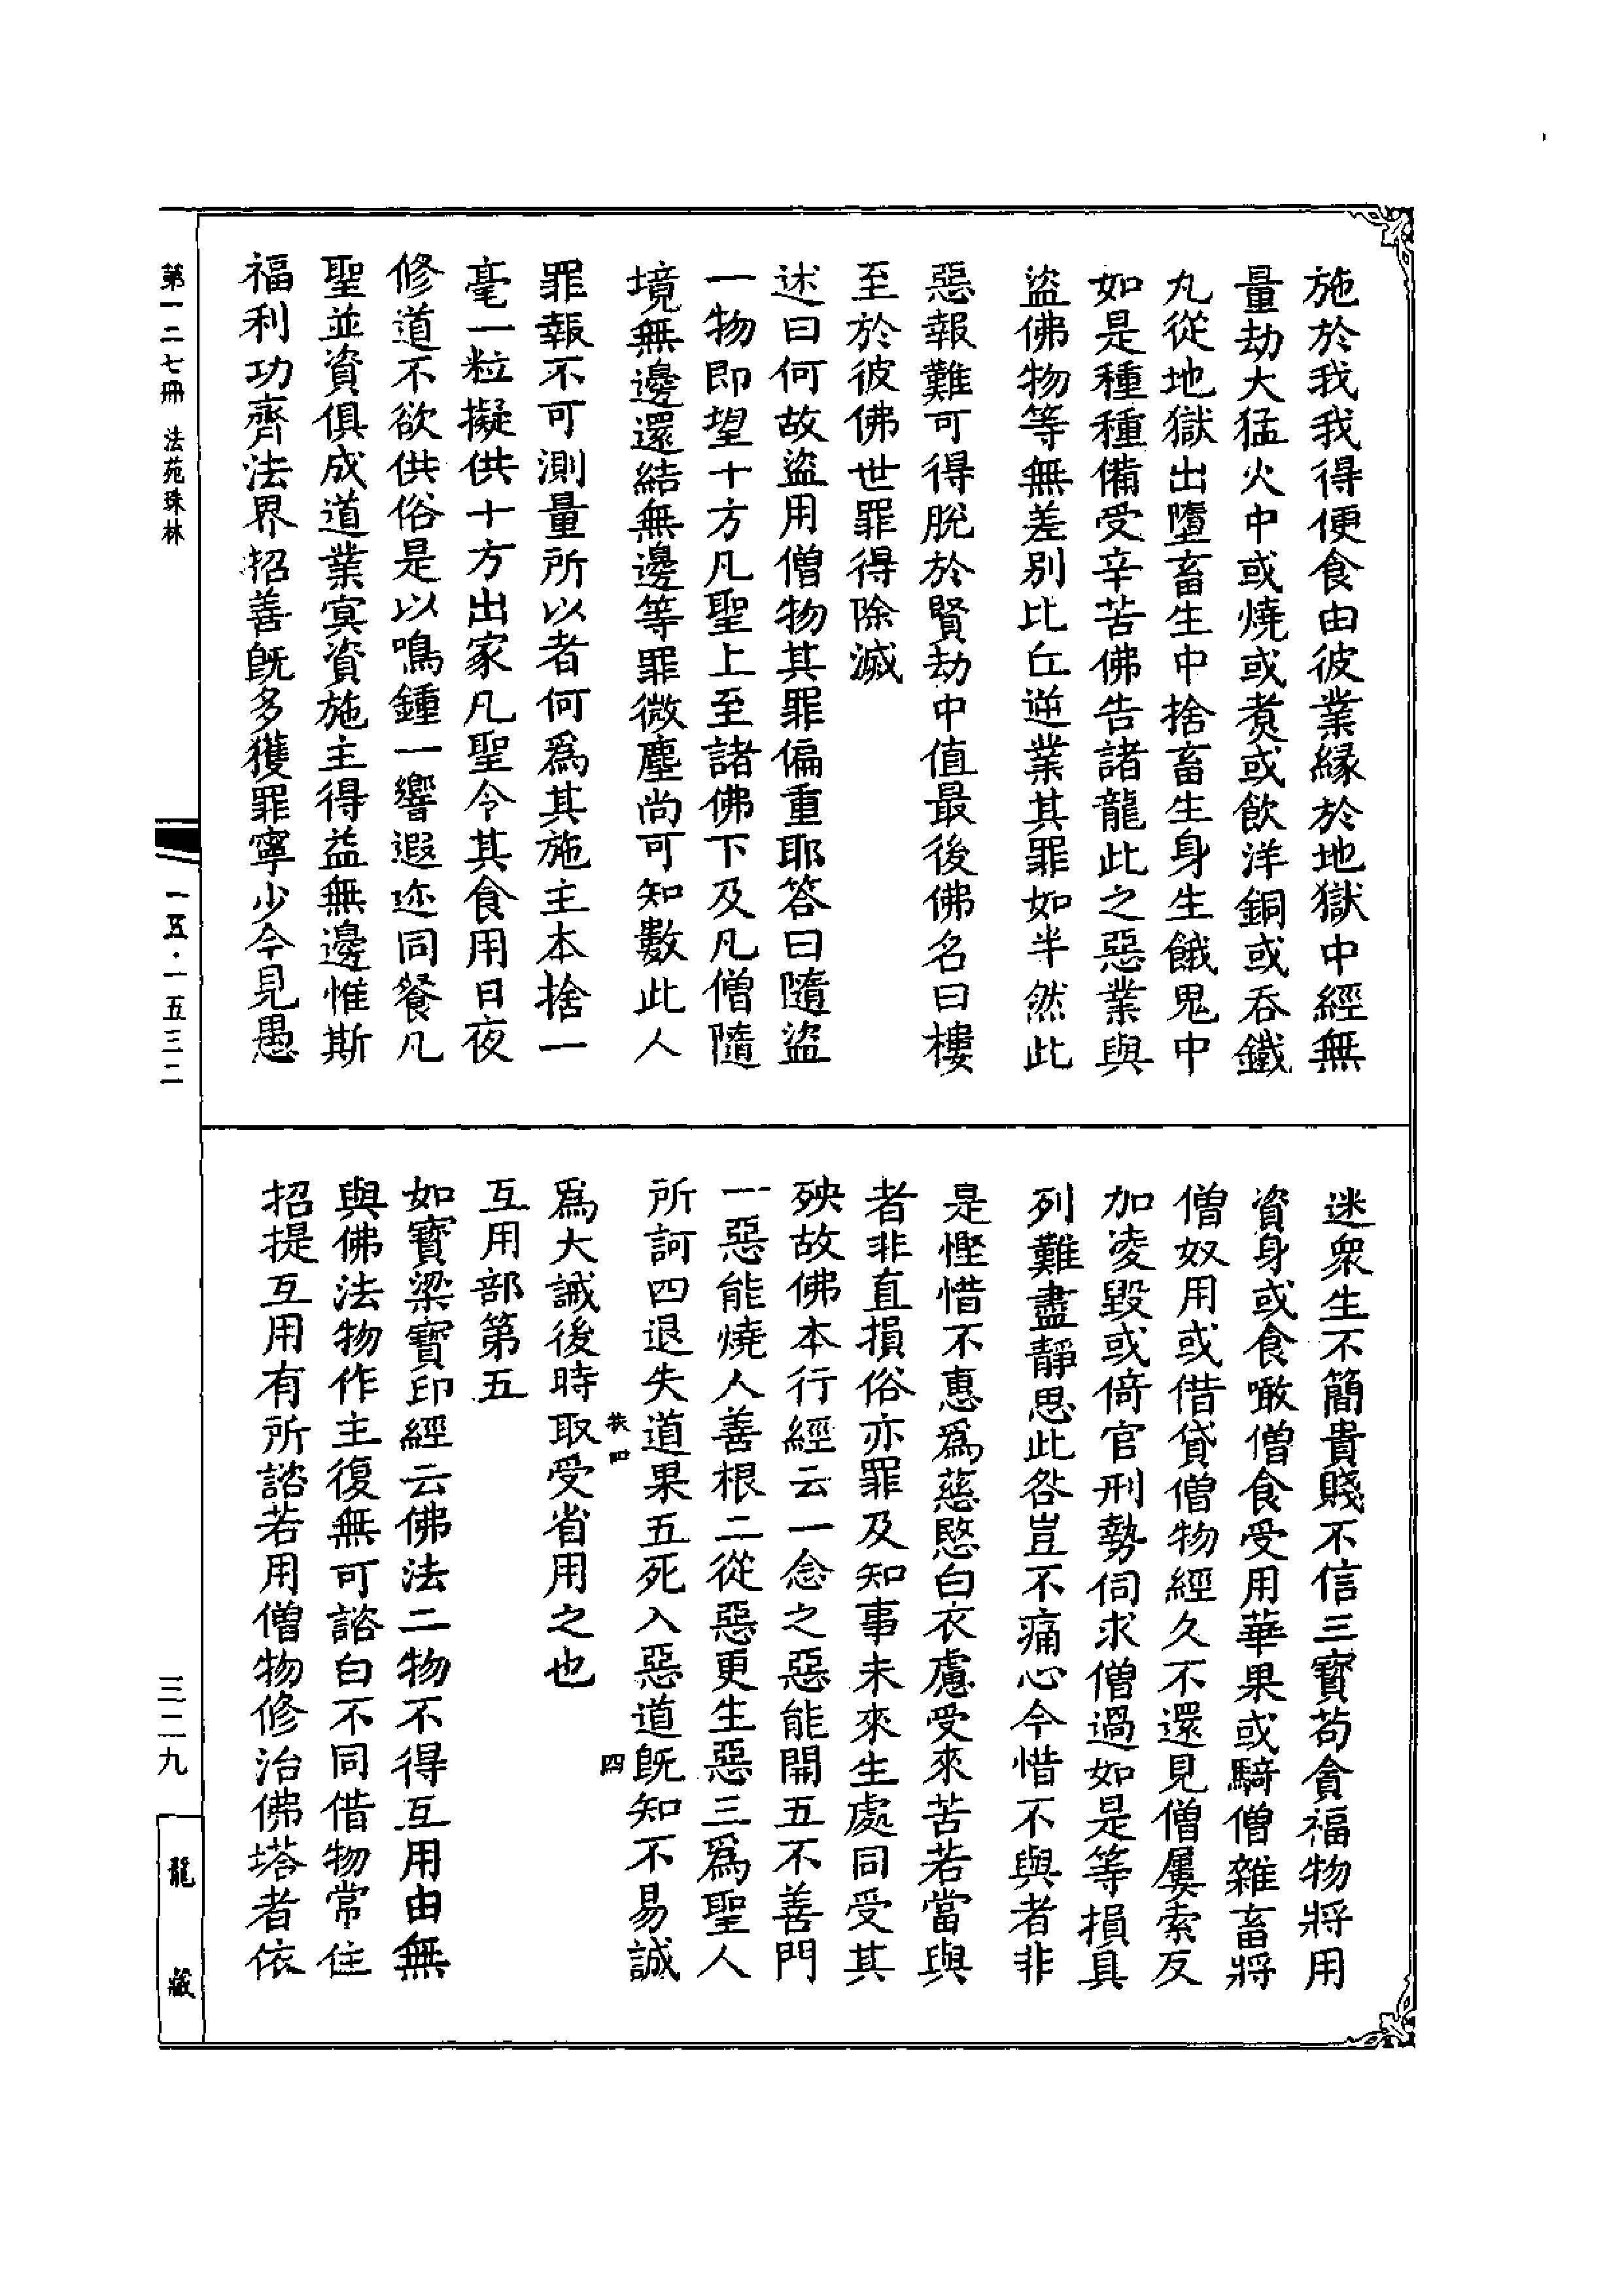 施於我我得便食由彼業緣於地獄中經無
量劫大猛火中或燒或煑或飲洋銅或吞鐵
丸從地獄出墮畜生中捨畜生身生餓鬼中
如是種種備受辛苦佛告諸龍此之惡業與
盜佛物等無差別比丘逆業其罪如半然此
惡報難可得脫於賢劫中值最後佛名曰樓
至於彼佛世罪得除滅
述曰何故盜用僧物其罪偏重耶答曰隨盜
一物即望十方凡聖上至諸佛下及凡僧隨
境無邊還結無邊等罪微塵尚可知數此人
罪報不可測量所以者何爲其施主本捨一
毫一粒擬供十方出家凡聖令其食用日夜
修道不欲供俗是以鳴鍾一響遐迩同餐凡
聖並資俱成道業寘資施主得益無邊惟斯
福利功齊法界招善旣多獲罪寧少今見愚
迷衆生不簡貴賤不信三寶苟貪福物將用
資身或食噉僧食受用華果或騎僧雜畜將
僧奴用或借貸僧物經久不還見僧屢索反
加凌毀或倚官刑勢伺求僧過如是等損具
列難盡靜思此咎豈不痛心今惜不與者非
是慳惜不惠爲慈愍白衣慮受來苦若當與
者非直損俗亦罪及知事未來生處同受其
殃故佛本行經云一念之惡能開五不善門
一惡能燒人善根二從惡更生惡三爲聖人
所訶四退失道果五死入惡道旣知不易誠
爲大誡後時取受省用之也
互用部第五
如寶梁寶印經云佛法二物不得互用由無
與佛法物作主復無可諮白不同借物常住
招提互用有所諮若用僧物修治佛塔者依
四
第一二七冊 法苑珠林
一五·一五三二
三二九
龍藏